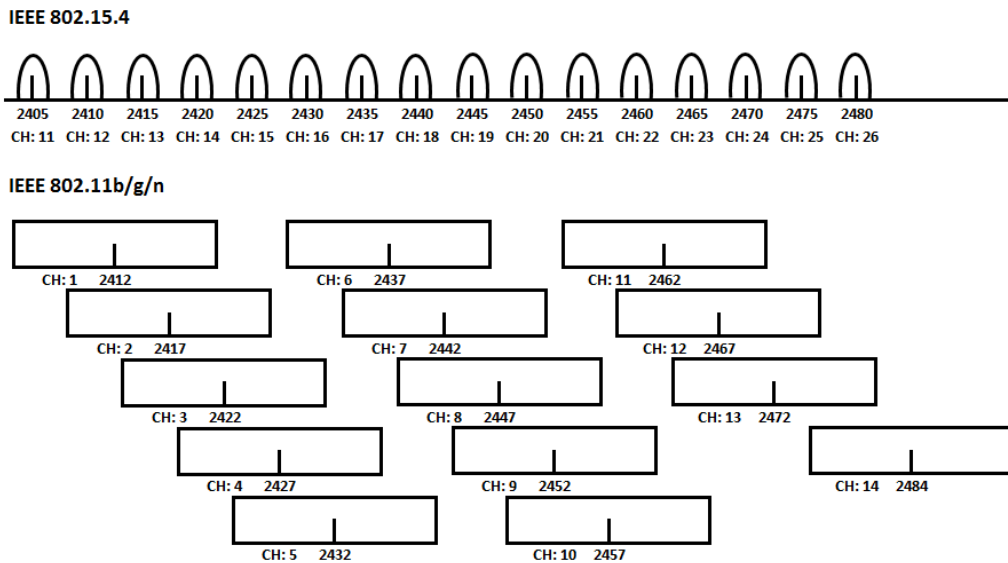 IEEE 802.15.4
2405 2410 2415 2420 2425 2430 2435 2440 2445 2450 2455 2460 2465 2470 2475 2480
CH: 11 CH: 12 CH: 13 CH: 14 CH: 15 CH: 16 CH: 17 CH: 18 CH: 19 CH: 20 CH: 21 CH: 22 CH: 23 CH: 24 CH: 25 CH: 26
IEEE 802.11b/g/n
CH: 1 2412 CH: 6 2437 CH: 11 2462
CH: 2 2417 CH: 7 2442 CH: 12 2467
CH: 3 2422 CH: 8 2447 CH: 13 2472
CH: 4 2427 CH: 9 2452 CH: 14 2484
CH: 5 2432 CH: 10 2457